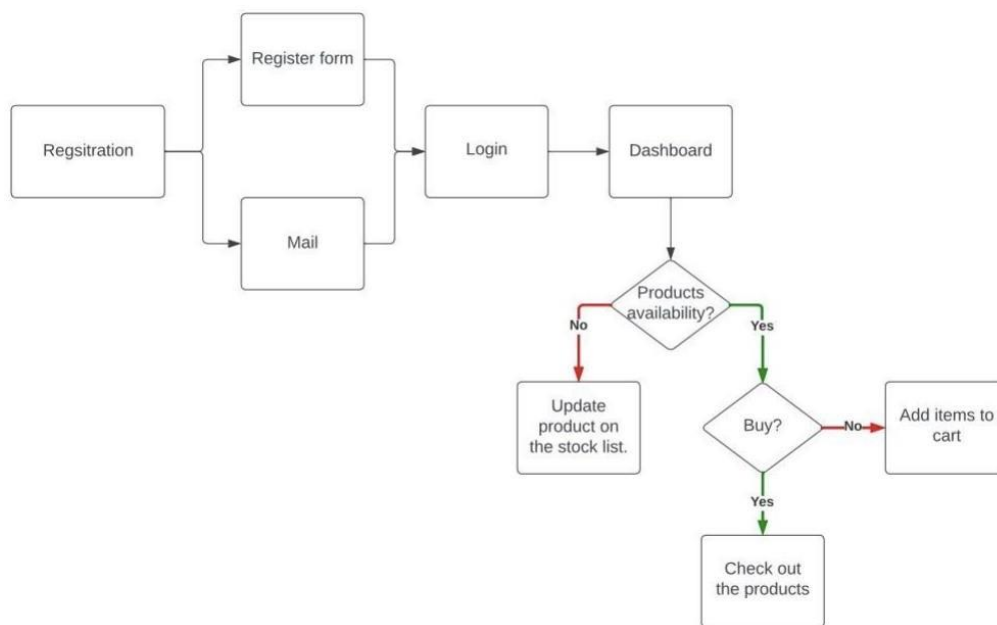 Register form
Regsitration
Login
Dashboard
Mail
Products
availability?
No
Yes
Update
product on
the stock list.
Buy?
No
Add items to
cart
Yes
Check out
the products